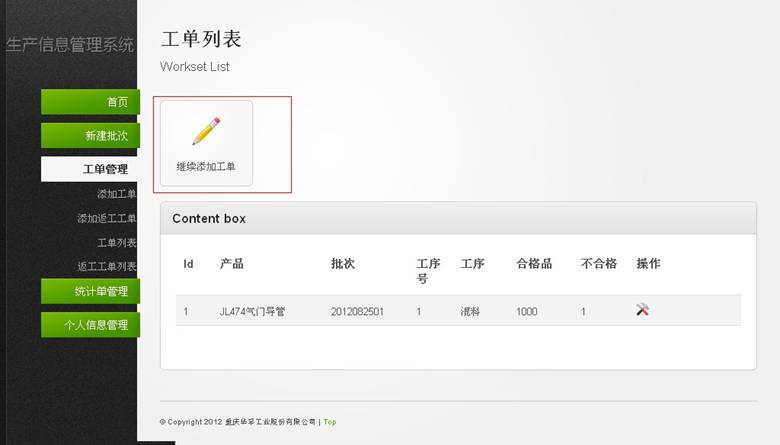 生产信息管理系统
首页
新建批次
工单管理
添加工单
添加返工工单
工单列表
返工工单列表
统计单管理
个人信息管理
工单列表
Workset List
继续添加工单
Content box
Id 产品 批次 工序号 工序 合格品 不合格 操作
1 JL474气门导管 2012082501 1 混料 1000 1
© Copyright 2012 重庆华孚工业股份有限公司 | Top